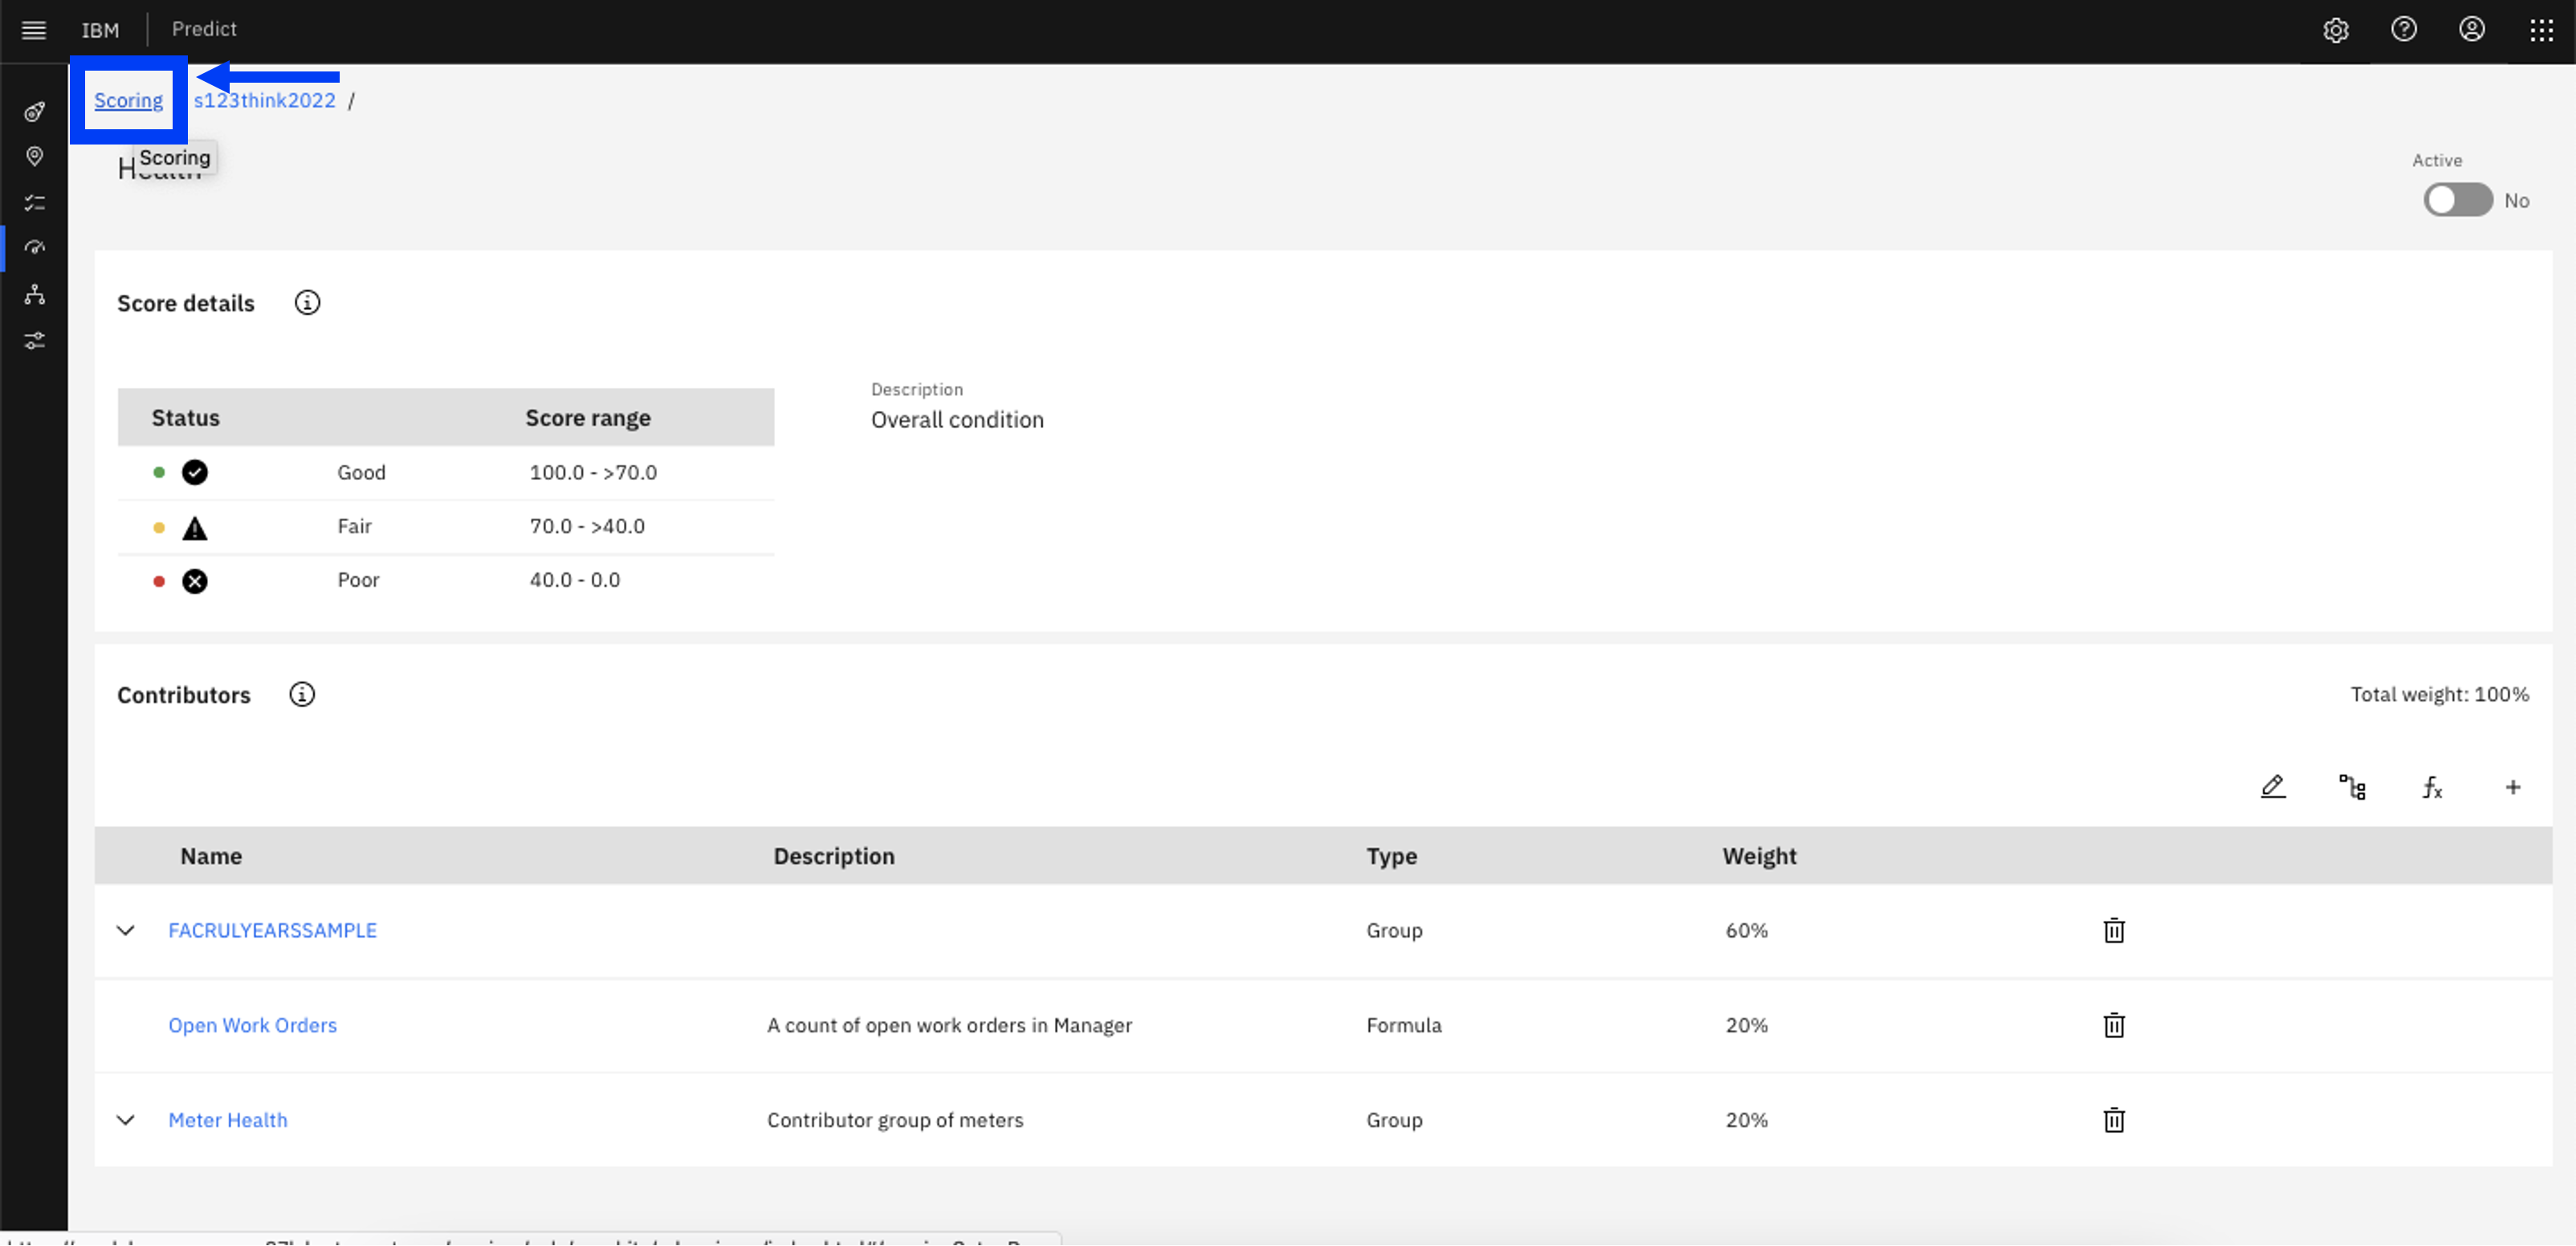 IBM Predict
Scoring s123think2022 /
Scoring
Active
No
Score details
Status Score range
Good 100.0 - >70.0
Fair 70.0 - >40.0
Poor 40.0 - 0.0
Description
Overall condition
Contributors
Total weight: 100%
Name Description Type Weight
FACRULYEARSSAMPLE Group 60%
Open Work Orders A count of open work orders in Manager Formula 20%
Meter Health Contributor group of meters Group 20%